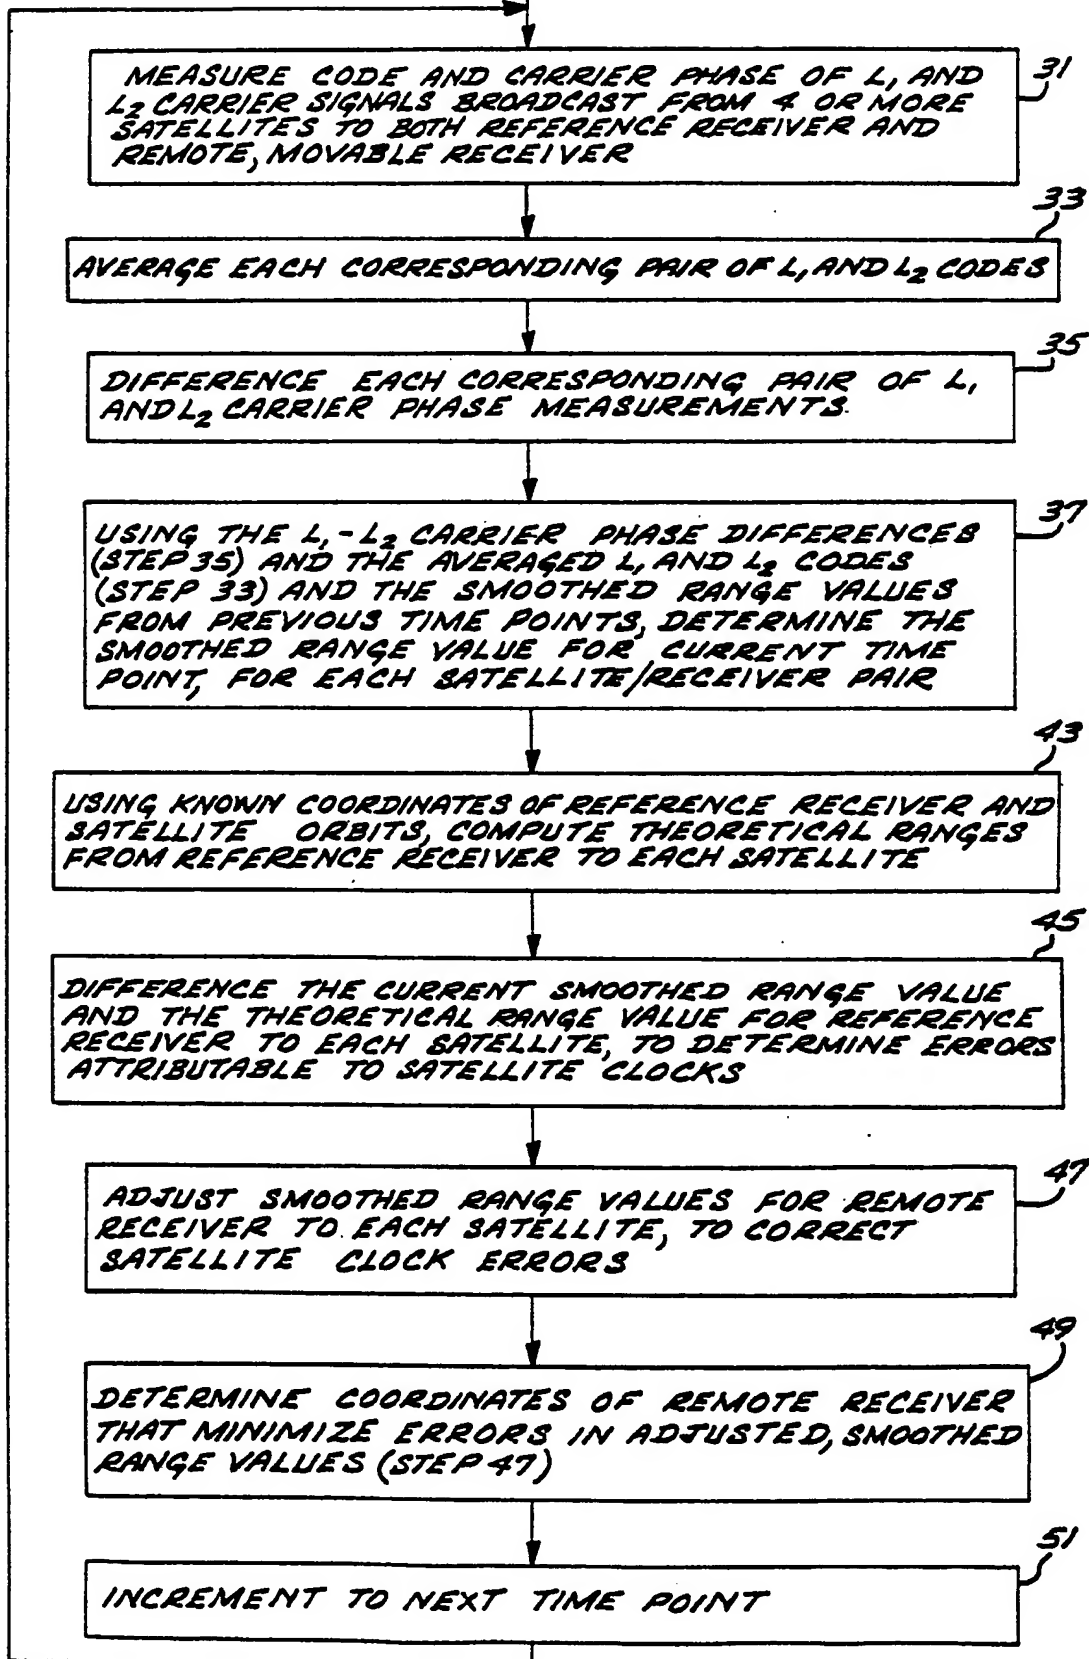 31
MEASURE CODE AND CARRIER PHASE OF L1 AND
L2 CARRIER SIGNALS BROADCAST FROM 4 OR MORE
SATELLITES TO BOTH REFERENCE RECEIVER AND
REMOTE, MOVABLE RECEIVER
33
AVERAGE EACH CORRESPONDING PAIR OF L1 AND L2 CODES
35
DIFFERENCE EACH CORRESPONDING PAIR OF L1
AND L2 CARRIER PHASE MEASUREMENTS.
37
USING THE L1-L2 CARRIER PHASE DIFFERENCES
(STEP 35) AND THE AVERAGED L1 AND L2 CODES
(STEP 33) AND THE SMOOTHED RANGE VALUES
FROM PREVIOUS TIME POINTS, DETERMINE THE
SMOOTHED RANGE VALUE FOR CURRENT TIME
POINT, FOR EACH SATELLITE/RECEIVER PAIR
43
USING KNOWN COORDINATES OF REFERENCE RECEIVER AND
SATELLITE ORBITS, COMPUTE THEORETICAL RANGES
FROM REFERENCE RECEIVER TO EACH SATELLITE
45
DIFFERENCE THE CURRENT SMOOTHED RANGE VALUE
AND THE THEORETICAL RANGE VALUE FOR REFERENCE
RECEIVER TO EACH SATELLITE, TO DETERMINE ERRORS
ATTRIBUTABLE TO SATELLITE CLOCKS
47
ADJUST SMOOTHED RANGE VALUES FOR REMOTE
RECEIVER TO EACH SATELLITE, TO CORRECT
SATELLITE CLOCK ERRORS
49
DETERMINE COORDINATES OF REMOTE RECEIVER
THAT MINIMIZE ERRORS IN ADJUSTED, SMOOTHED
RANGE VALUES (STEP 47)
51
INCREMENT TO NEXT TIME POINT